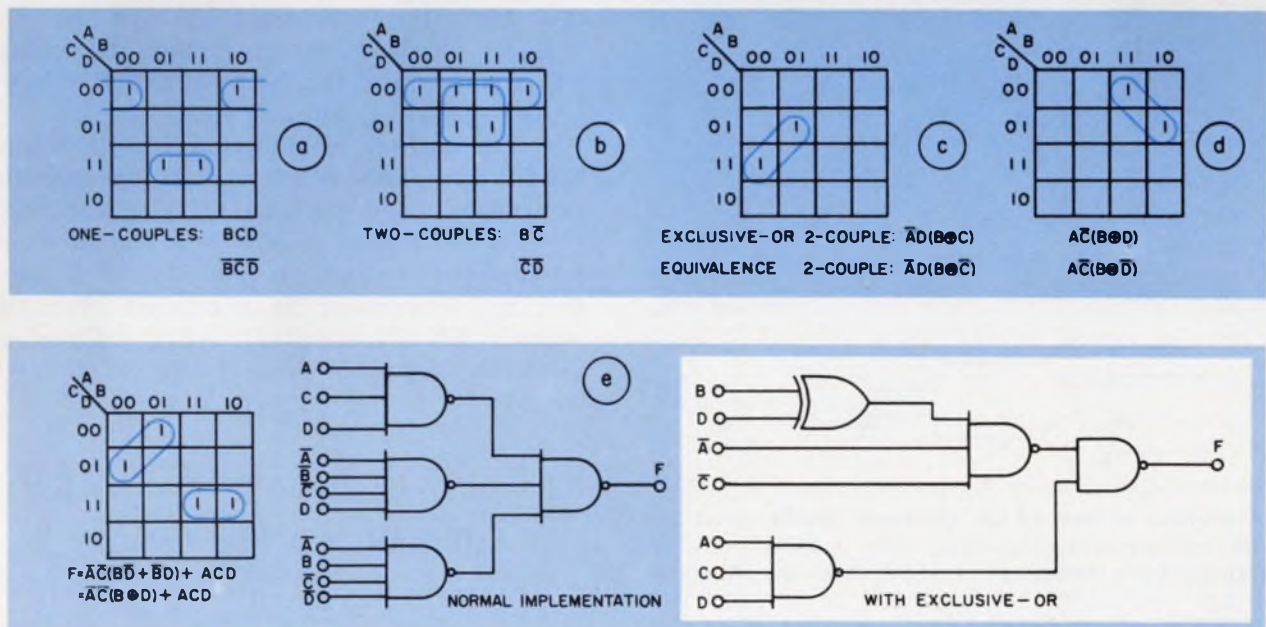 A
B
C
D
00 01 11 10
00 1 1
01
11 1 1
10
a
ONE-COUPLES: BCD
B̅C̅D̅
A
B
C
D
00 01 11 10
00 1 1 1 1
01 1 1
11
10
b
TWO-COUPLES: BC̅
C̅D̅
A
B
C
D
00 01 11 10
00
01 1
11 1
10
c
EXCLUSIVE-OR 2-COUPLE: A̅D(B⊕C)
EQUIVALENCE 2-COUPLE: A̅D(B⊗C̅)
A
B
C
D
00 01 11 10
00 1
01 1
11
10
d
AC̅(B⊕D)
AC̅(B⊗D̅)
A
B
C
D
00 01 11 10
00 1
01 1
11 1 1
10
F=A̅C̅(BD̅+B̅D)+ ACD
=A̅C̅(B⊕D)+ ACD
e
A
C
D
A̅
B̅
C̅
D
A̅
B
C̅
D̅
F
NORMAL IMPLEMENTATION
B
D
A̅
C̅
A
C
D
F
WITH EXCLUSIVE-OR